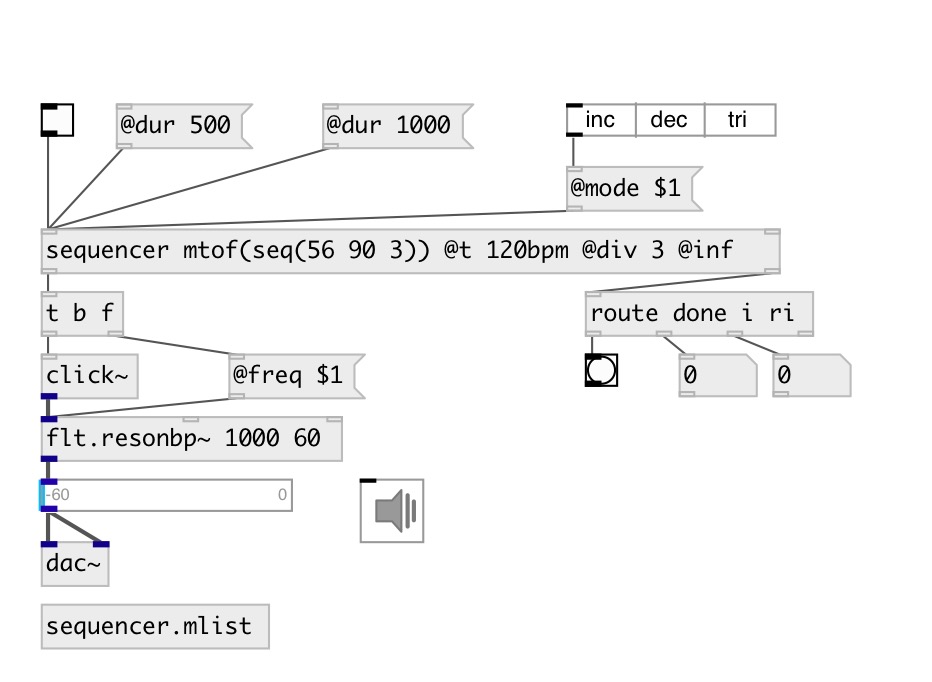 @dur 500
@dur 1000
inc dec tri
@mode $1
sequencer mtof(seq(56 90 3)) @t 120bpm @div 3 @inf
t b f
route done i ri
click~
@freq $1
0
0
flt.resonbp~ 1000 60
-60 0
dac~
sequencer.mlist